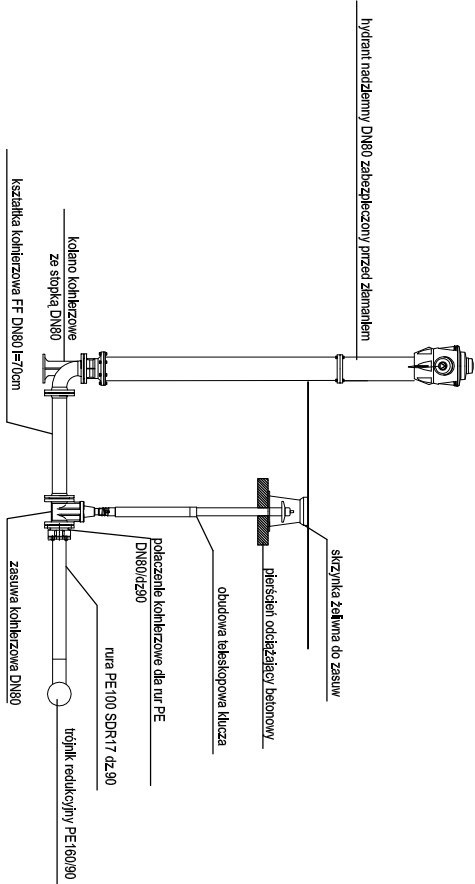 hydrant nadziemny DN80 zabezpieczony przed złamaniem
skrzynka żeliwna do zasuw
pierścień odciążający betonowy
obudowa teleskopowa klucza
połaczenie kołnierzowe dla rur PE
DN80/dz90
rura PE100 SDR17 dz.90
trójnik redukcyjny PE160/90
kolano kołnierzowe
ze stopką DN80
kształtka kołnierzowa FF DN80 l=70cm
zasuwa kołnierzowa DN80